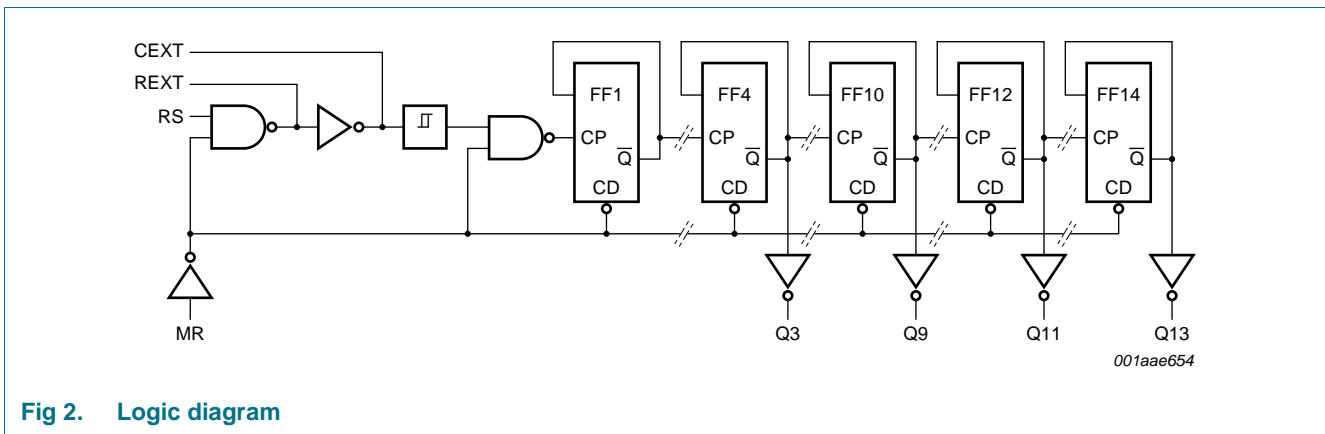 CEXT
REXT
RS
FF1 FF4 FF10 FF12 FF14
CP CP CP CP
Q Q Q Q Q
CD CD CD CD CD
MR Q3 Q9 Q11 Q13
001aae654
Fig 2. Logic diagram